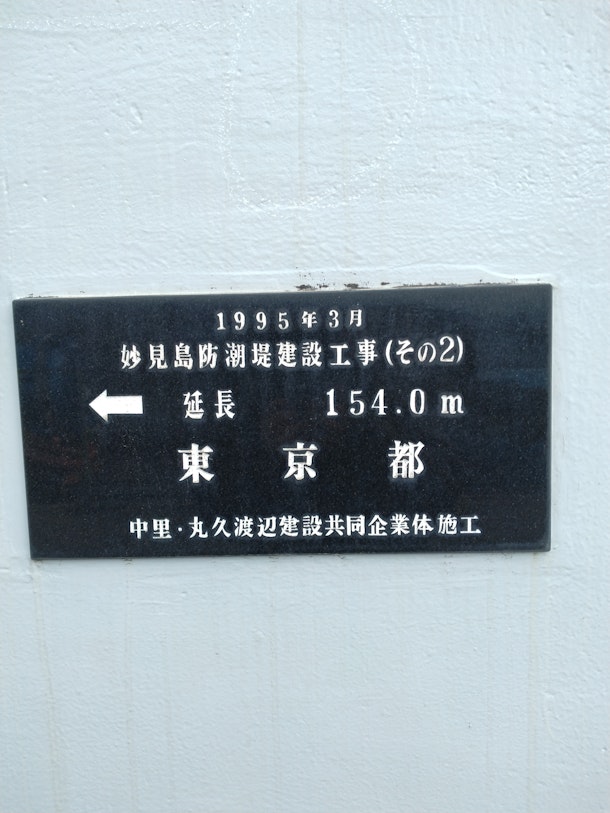 1995年3月
妙見島防潮堤建設工事(その2)
← 延長 154.0m
東京都
中里・丸久渡辺建設共同企業体施工